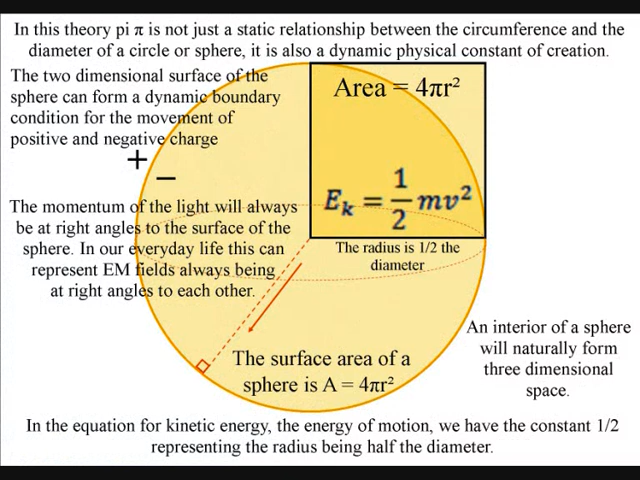 In this theory pi π is not just a static relationship between the circumference and the
diameter of a circle or sphere, it is also a dynamic physical constant of creation.
The two dimensional surface of the
sphere can form a dynamic boundary
condition for the movement of
positive and negative charge
+
−
Area = 4πr²
Eₖ = 1/2 mv²
The momentum of the light will always
be at right angles to the surface of the
sphere. In our everyday life this can
represent EM fields always being
at right angles to each other.
The radius is 1/2 the
diameter
An interior of a sphere
will naturally form
three dimensional
space.
The surface area of a
sphere is A = 4πr²
In the equation for kinetic energy, the energy of motion, we have the constant 1/2
representing the radius being half the diameter.